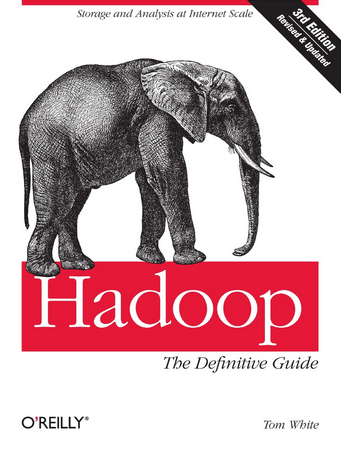 Storage and Analysis at Internet Scale
3rd Edition
Revised & Updated
Hadoop
The Definitive Guide
O'REILLY®
Tom White